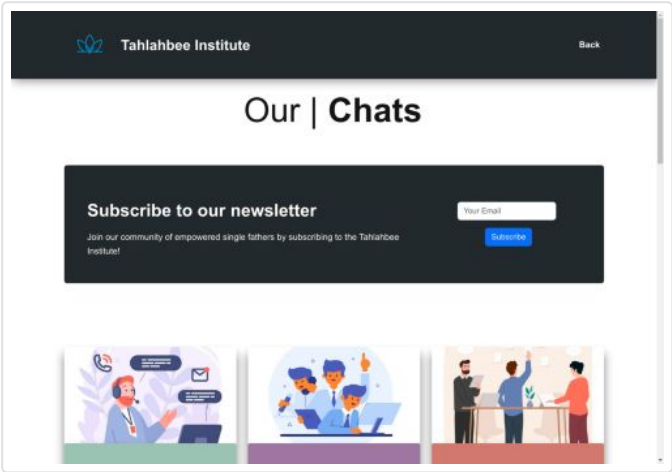 Tahlahbee Institute
Back
Our | Chats
Subscribe to our newsletter
Join our community of empowered single fathers by subscribing to the Tahlahbee
Institute!
Your Email
Subscribe